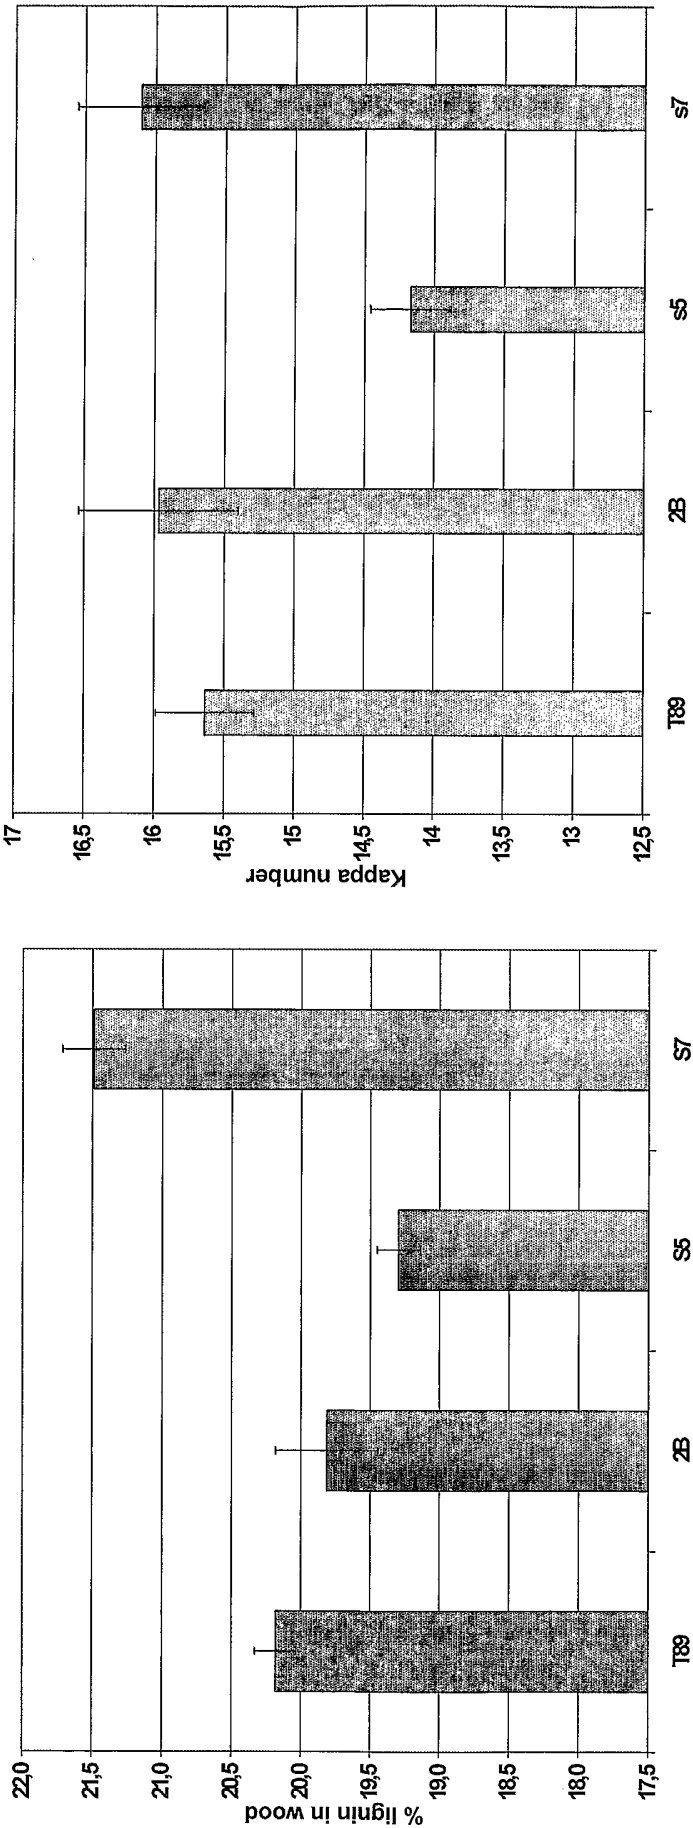 22,0
21,5
21,0
20,5
20,0
19,5
19,0
18,5
18,0
17,5
% lignin in wood
T89
2B
S5
S7
17
16,5
16
15,5
15
14,5
14
13,5
13
12,5
Kappa number
T89
2B
s5
s7